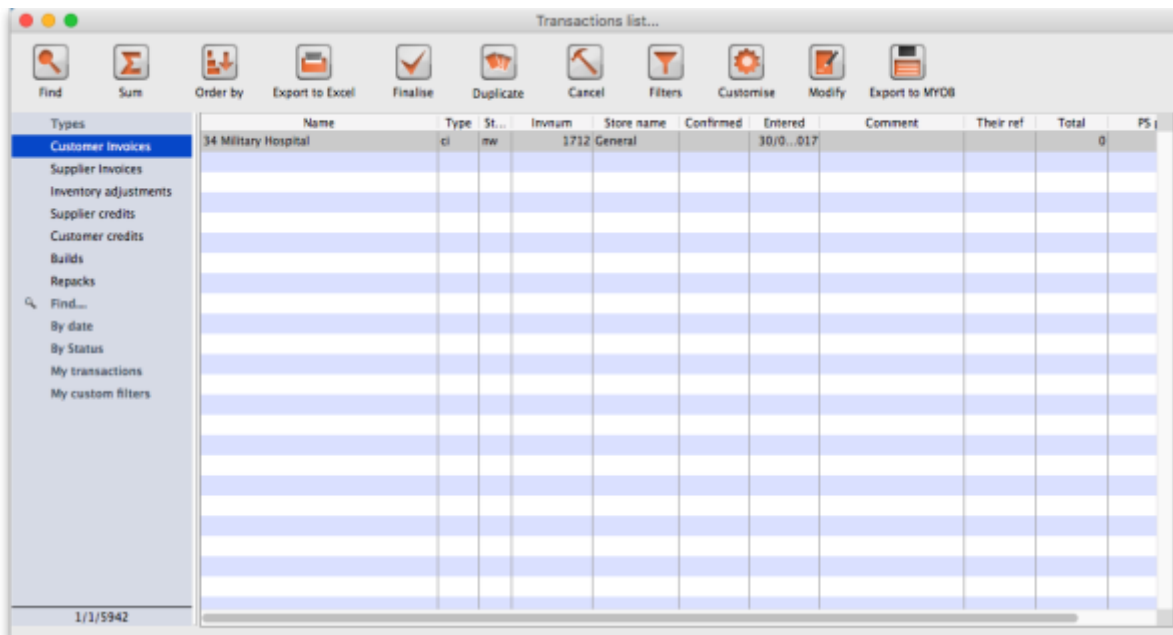 Transactions list...
Find Sum Order by Export to Excel Finalise Duplicate Cancel Filters Customise Modify Export to MYOB
Types
Name Type St... Invnum Store name Confirmed Entered Comment Their ref Total PS
Customer Invoices
34 Military Hospital ci nw 1712 General 30/0...017 0
Supplier Invoices
Inventory adjustments
Supplier credits
Customer credits
Builds
Repacks
Find...
By date
By Status
My transactions
My custom filters
1/1/5942